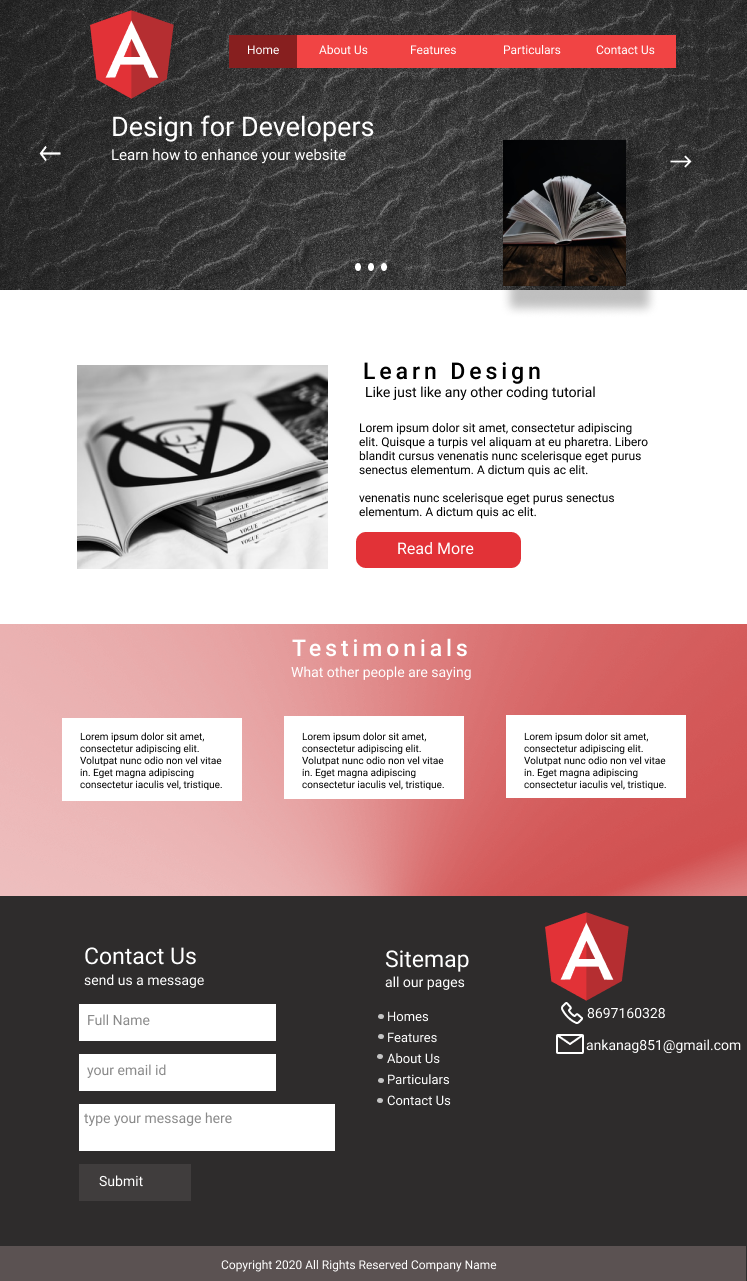 A
Home About Us Features Particulars Contact Us
Design for Developers
Learn how to enhance your website
Learn Design
Like just like any other coding tutorial
Lorem ipsum dolor sit amet, consectetur adipiscing
elit. Quisque a turpis vel aliquam at eu pharetra. Libero
blandit cursus venenatis nunc scelerisque eget purus
senectus elementum. A dictum quis ac elit.
venenatis nunc scelerisque eget purus senectus
elementum. A dictum quis ac elit.
Read More
VOGUE
VOGUE
VOGUE
Testimonials
What other people are saying
Lorem ipsum dolor sit amet,
consectetur adipiscing elit.
Volutpat nunc odio non vel vitae
in. Eget magna adipiscing
consectetur iaculis vel, tristique.
Lorem ipsum dolor sit amet,
consectetur adipiscing elit.
Volutpat nunc odio non vel vitae
in. Eget magna adipiscing
consectetur iaculis vel, tristique.
Lorem ipsum dolor sit amet,
consectetur adipiscing elit.
Volutpat nunc odio non vel vitae
in. Eget magna adipiscing
consectetur iaculis vel, tristique.
Contact Us
send us a message
Full Name
your email id
type your message here
Submit
Sitemap
all our pages
Homes
Features
About Us
Particulars
Contact Us
A
8697160328
ankanag851@gmail.com
Copyright 2020 All Rights Reserved Company Name